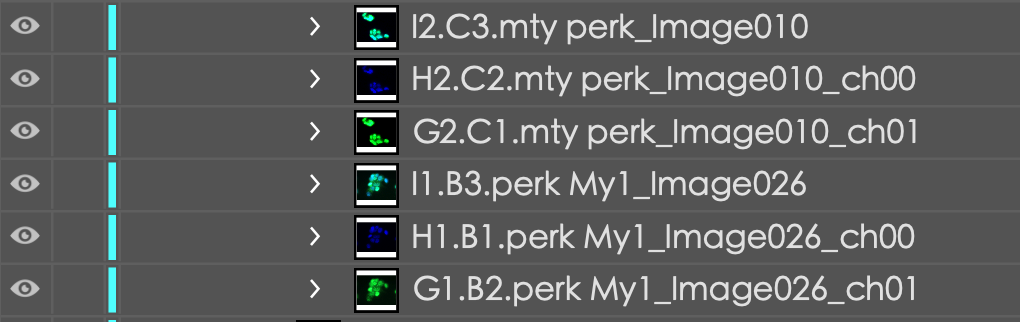 I2.C3.mty perk_Image010
H2.C2.mty perk_Image010_ch00
G2.C1.mty perk_Image010_ch01
I1.B3.perk My1_Image026
H1.B1.perk My1_Image026_ch00
G1.B2.perk My1_Image026_ch01